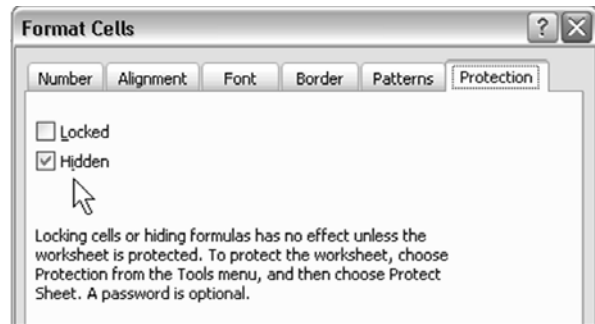 Format Cells
Number Alignment Font Border Patterns Protection
Locked
Hidden
Locking cells or hiding formulas has no effect unless the
worksheet is protected. To protect the worksheet, choose
Protection from the Tools menu, and then choose Protect
Sheet. A password is optional.